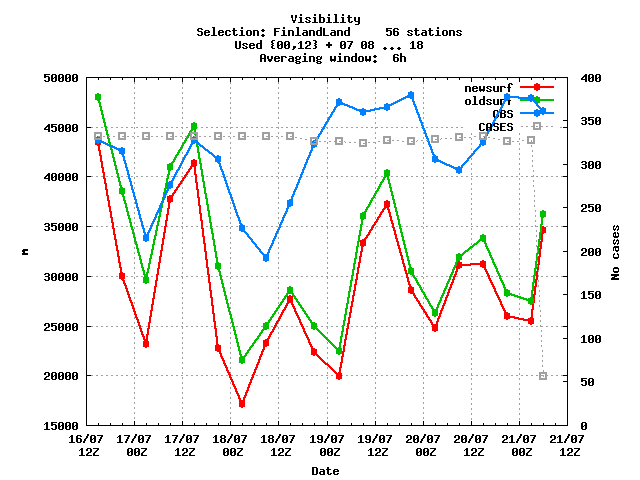 Visibility
Selection: FinlandLand     56 stations
Used {00,12} + 07 08 ... 18
Averaging window:  6h
50000
45000
40000
35000
30000
25000
20000
15000
m
400
350
300
250
200
150
100
50
0
No cases
newsurf
oldsurf
OBS
CASES
16/07 17/07 17/07 18/07 18/07 19/07 19/07 20/07 20/07 21/07 21/07
12Z 00Z 12Z 00Z 12Z 00Z 12Z 00Z 12Z 00Z 12Z
Date